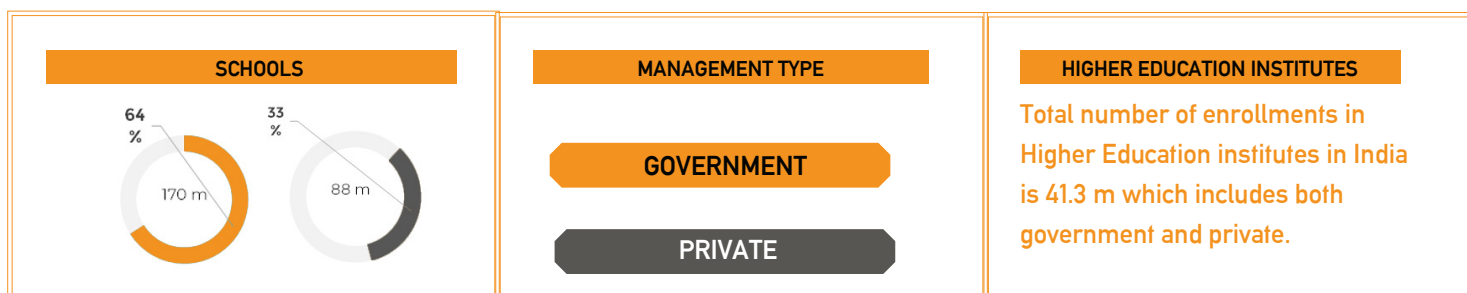 SCHOOLS
64
%
170 m
33
%
88 m
MANAGEMENT TYPE
GOVERNMENT
PRIVATE
HIGHER EDUCATION INSTITUTES
Total number of enrollments in
Higher Education institutes in India
is 41.3 m which includes both
government and private.